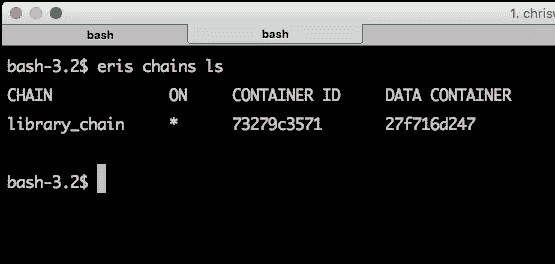 1. chrisw
bash bash
bash-3.2$ eris chains ls
CHAIN ON CONTAINER ID DATA CONTAINER
library_chain * 73279c3571 27f716d247
bash-3.2$